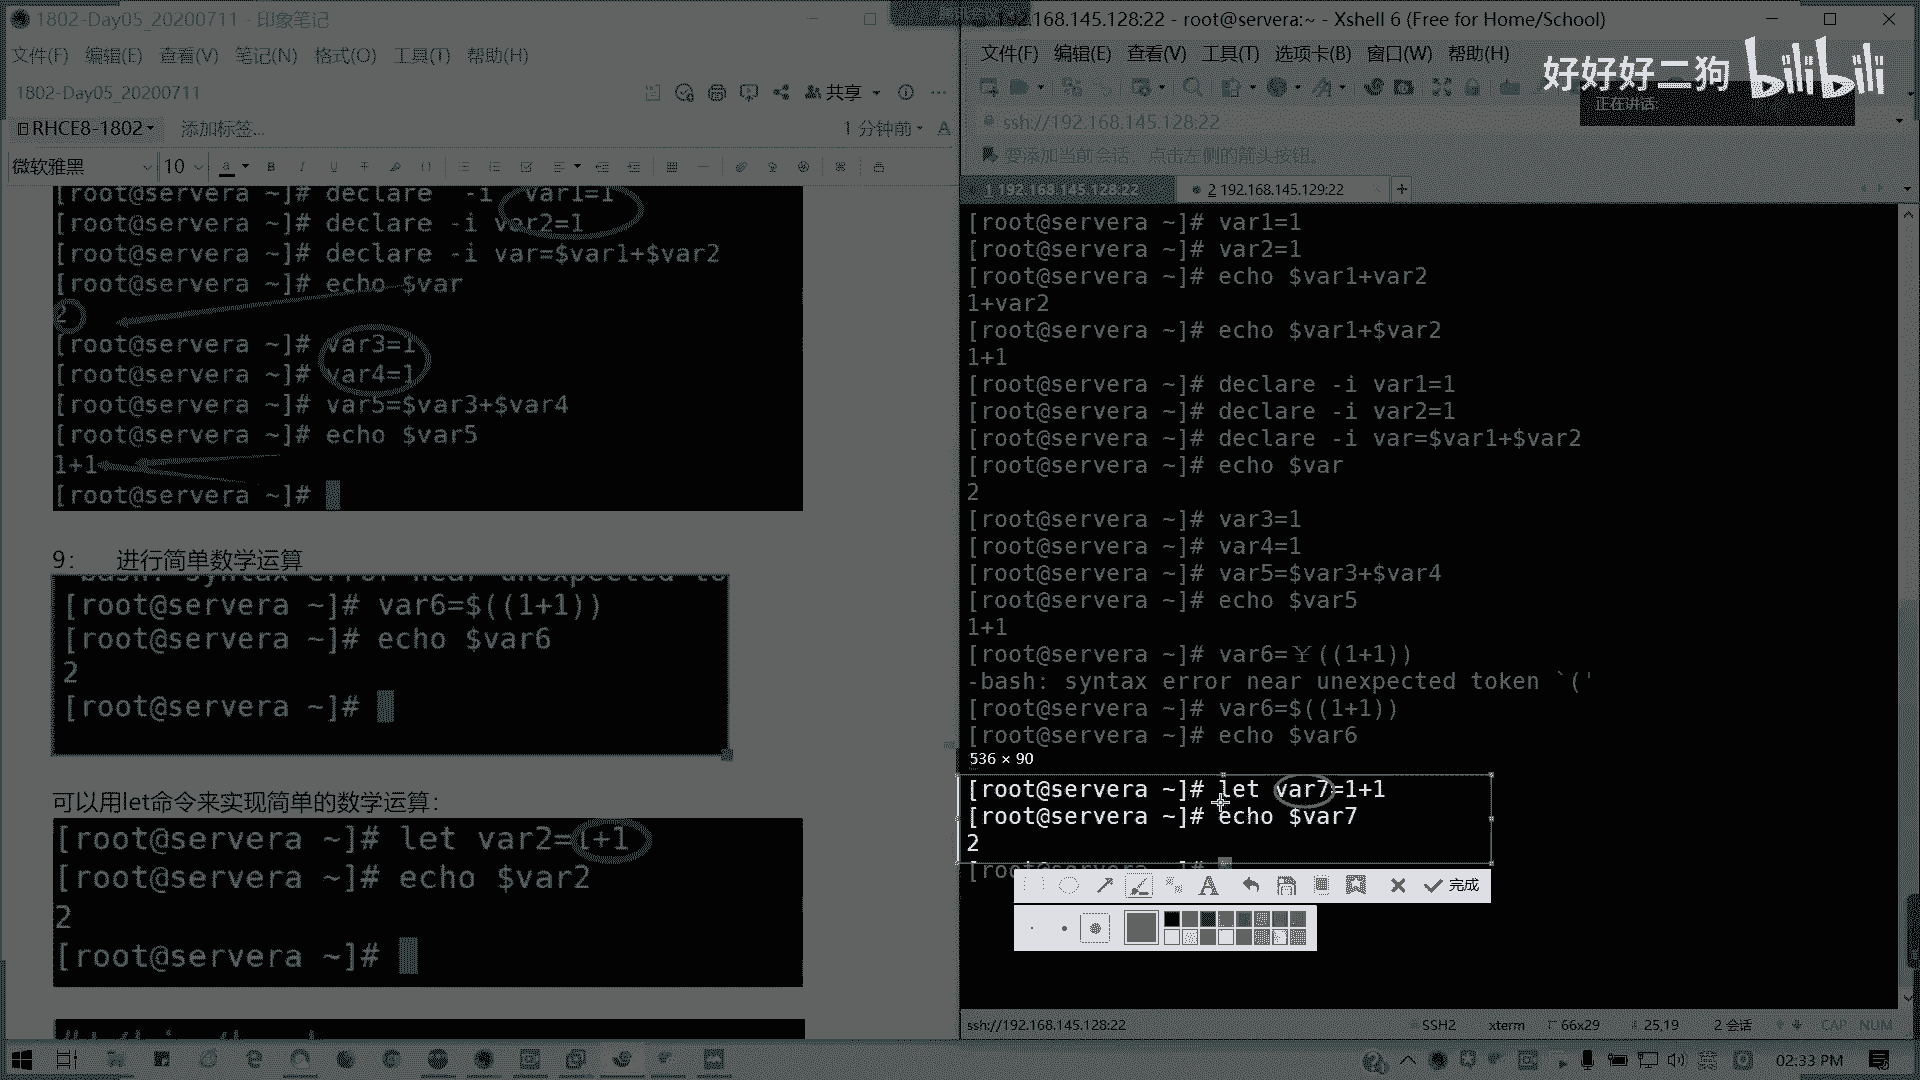 1802-Day05_20200711 - 印象笔记
文件(F) 编辑(E) 查看(V) 笔记(N) 格式(O) 工具(T) 帮助(H)
1802-Day05_20200711
共享
RHCE8-1802
添加标签...
1 分钟前
微软雅黑
10
[root@servera ~]# declare  -i  var1=1
[root@servera ~]# declare -i var2=1
[root@servera ~]# declare -i var=$var1+$var2
[root@servera ~]# echo $var
2
[root@servera ~]# var3=1
[root@servera ~]# var4=1
[root@servera ~]# var5=$var3+$var4
[root@servera ~]# echo $var5
1+1
[root@servera ~]#
9： 进行简单数学运算
-bash: syntax error near unexpected to
[root@servera ~]# var6=$((1+1))
[root@servera ~]# echo $var6
2
[root@servera ~]#
可以用let命令来实现简单的数学运算：
[root@servera ~]# let var2=1+1
[root@servera ~]# echo $var2
2
[root@servera ~]#
192.168.145.128:22 - root@servera:~ - Xshell 6 (Free for Home/School)
文件(F) 编辑(E) 查看(V) 工具(T) 选项卡(B) 窗口(W) 帮助(H)
好好好二狗 bilibili
正在讲话:
ssh://192.168.145.128:22
要添加当前会话，点击左侧的箭头按钮。
1 192.168.145.128:22
2 192.168.145.129:22
[root@servera ~]# var1=1
[root@servera ~]# var2=1
[root@servera ~]# echo $var1+var2
1+var2
[root@servera ~]# echo $var1+$var2
1+1
[root@servera ~]# declare -i var1=1
[root@servera ~]# declare -i var2=1
[root@servera ~]# declare -i var=$var1+$var2
[root@servera ~]# echo $var
2
[root@servera ~]# var3=1
[root@servera ~]# var4=1
[root@servera ~]# var5=$var3+$var4
[root@servera ~]# echo $var5
1+1
[root@servera ~]# var6=￥((1+1))
-bash: syntax error near unexpected token `('
[root@servera ~]# var6=$((1+1))
[root@servera ~]# echo $var6
536 × 90
[root@servera ~]# let var7=1+1
[root@servera ~]# echo $var7
2
[root@servera ~]#
完成
ssh://192.168.145.128:22
SSH2
xterm
66x29
25,19
2 会话
CAP NUM
英
02:33 PM